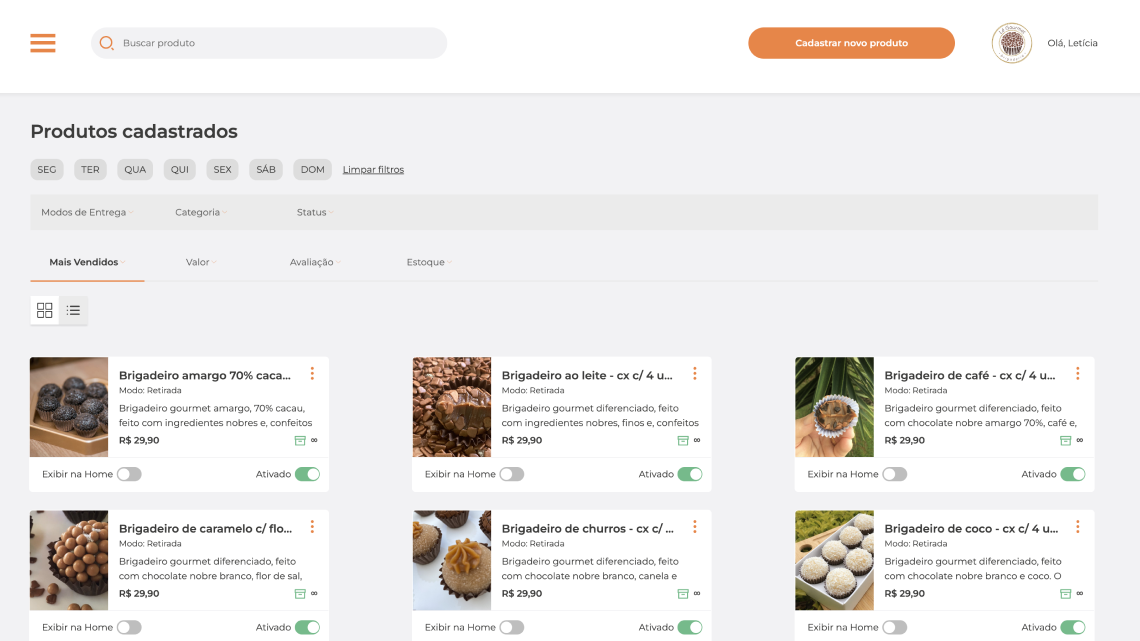 Buscar produto
Cadastrar novo produto
Olá, Letícia
Produtos cadastrados
SEG TER QUA QUI SEX SÁB DOM Limpar filtros
Modos de Entrega Categoria Status
Mais Vendidos Valor Avaliação Estoque
Brigadeiro amargo 70% caca...
Modo: Retirada
Brigadeiro gourmet amargo, 70% cacau,
feito com ingredientes nobres e, confeitos
R$ 29,90 ∞
Exibir na Home Ativado
Brigadeiro ao leite - cx c/ 4 u...
Modo: Retirada
Brigadeiro gourmet diferenciado, feito
com ingredientes nobres, finos e, confeitos
R$ 29,90 ∞
Exibir na Home Ativado
Brigadeiro de café - cx c/ 4 u...
Modo: Retirada
Brigadeiro gourmet diferenciado, feito
com chocolate nobre amargo 70%, café e,
R$ 29,90 ∞
Exibir na Home Ativado
Brigadeiro de caramelo c/ flo...
Modo: Retirada
Brigadeiro gourmet diferenciado, feito
com chocolate nobre branco, flor de sal,
R$ 29,90 ∞
Exibir na Home Ativado
Brigadeiro de churros - cx c/ ...
Modo: Retirada
Brigadeiro gourmet diferenciado, feito
com chocolate nobre branco, canela e
R$ 29,90 ∞
Exibir na Home Ativado
Brigadeiro de coco - cx c/ 4 u...
Modo: Retirada
Brigadeiro gourmet diferenciado, feito
com chocolate nobre branco e coco. O
R$ 29,90 ∞
Exibir na Home Ativado